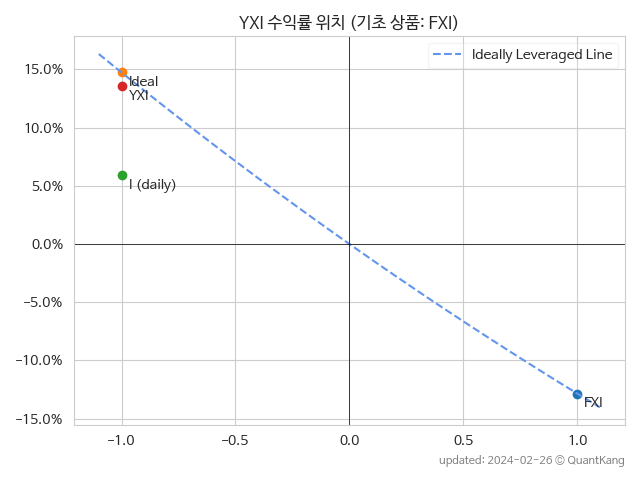 YXI 수익률 위치 (기초 상품: FXI)
Ideally Leveraged Line
15.0%
10.0%
5.0%
0.0%
-5.0%
-10.0%
-15.0%
Ideal
YXI
I (daily)
FXI
-1.0 -0.5 0.0 0.5 1.0
updated: 2024-02-26 © QuantKang